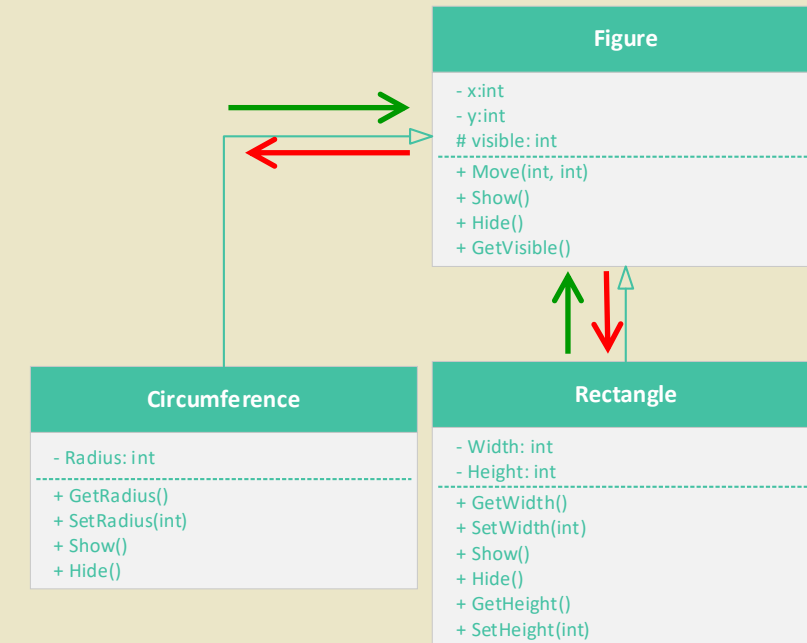 Figure
- x:int
- y:int
# visible: int
+ Move(int, int)
+ Show()
+ Hide()
+ GetVisible()
Circumference
- Radius: int
+ GetRadius()
+ SetRadius(int)
+ Show()
+ Hide()
Rectangle
- Width: int
- Height: int
+ GetWidth()
+ SetWidth(int)
+ Show()
+ Hide()
+ GetHeight()
+ SetHeight(int)